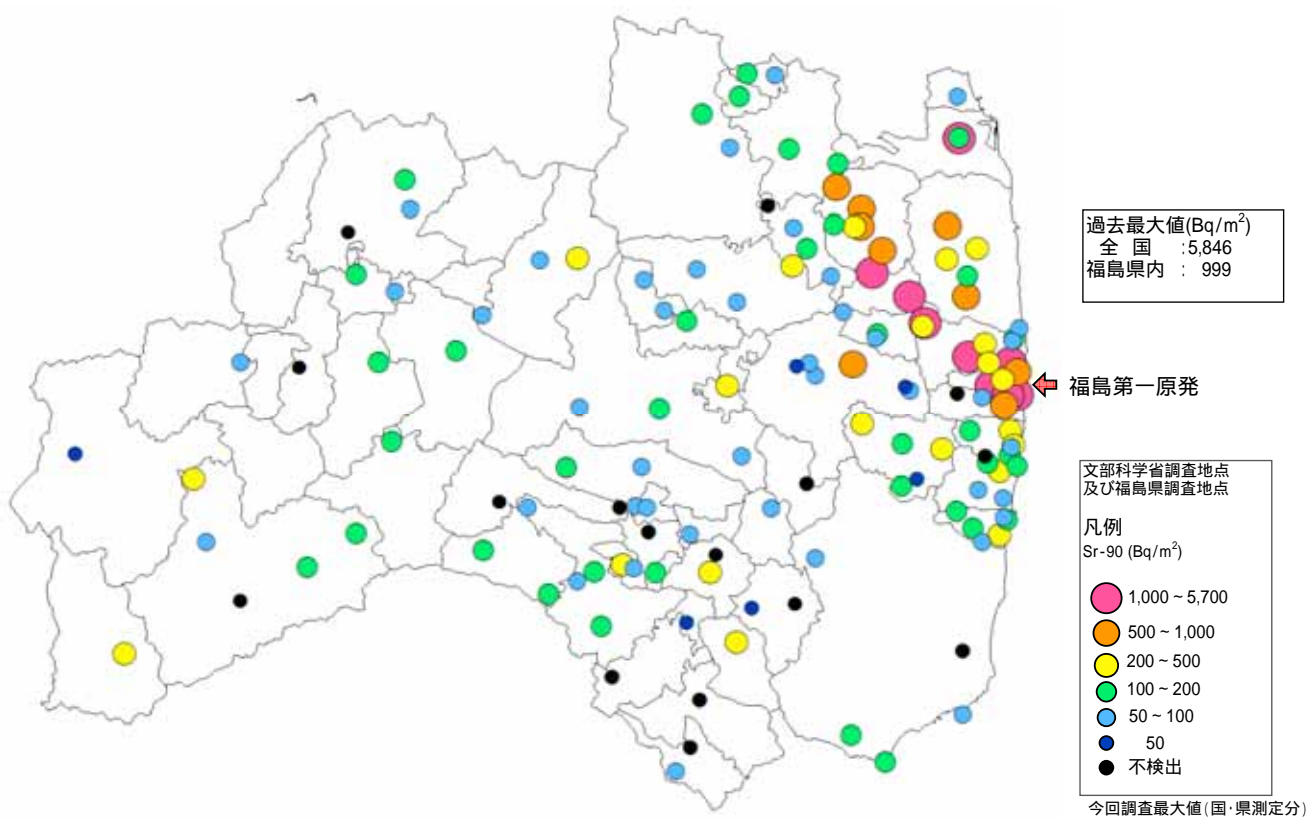 過去最大値(Bq/m²)
全 国 :5,846
福島県内 : 999
福島第一原発
文部科学省調査地点
及び福島県調査地点
凡例
Sr-90 (Bq/m²)
1,000 ~ 5,700
500 ~ 1,000
200 ~ 500
100 ~ 200
50 ~ 100
50
不検出
今回調査最大値(国・県測定分)